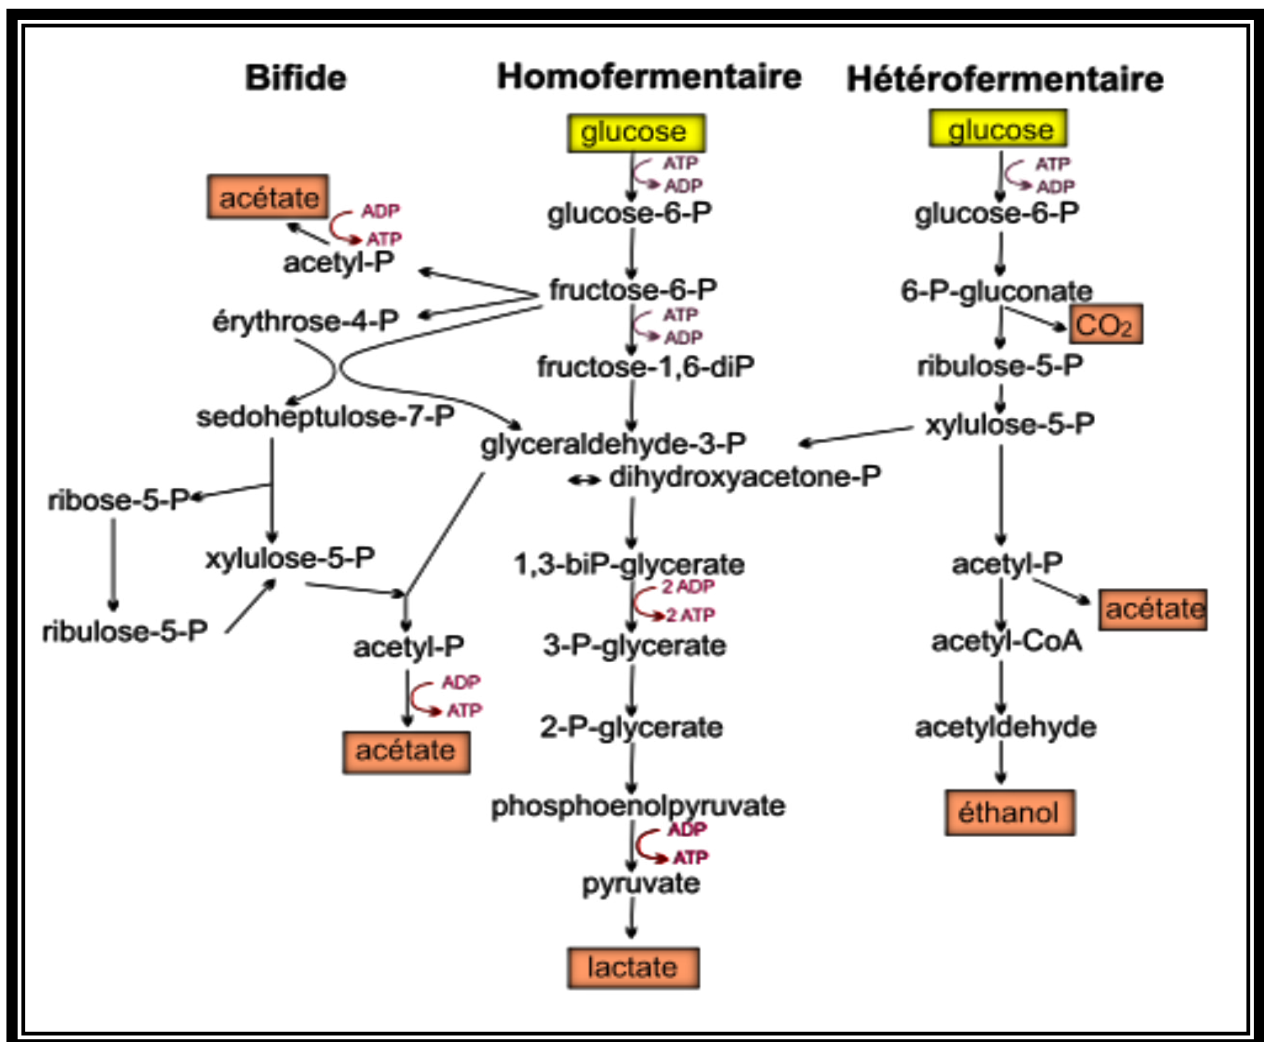 Bifide
Homofermentaire
Hétérofermentaire
glucose
glucose
ATP
ADP
ATP
ADP
acétate
ADP
ATP
glucose-6-P
glucose-6-P
acetyl-P
fructose-6-P
6-P-gluconate
ATP
ADP
CO₂
érythrose-4-P
fructose-1,6-diP
ribulose-5-P
sedoheptulose-7-P
xylulose-5-P
glyceraldehyde-3-P
dihydroxyacetone-P
ribose-5-P
xylulose-5-P
1,3-biP-glycerate
acetyl-P
2 ADP
2 ATP
acétate
ribulose-5-P
acetyl-P
3-P-glycerate
acetyl-CoA
ADP
ATP
2-P-glycerate
acetyldehyde
acétate
phosphoenolpyruvate
éthanol
ADP
ATP
pyruvate
lactate